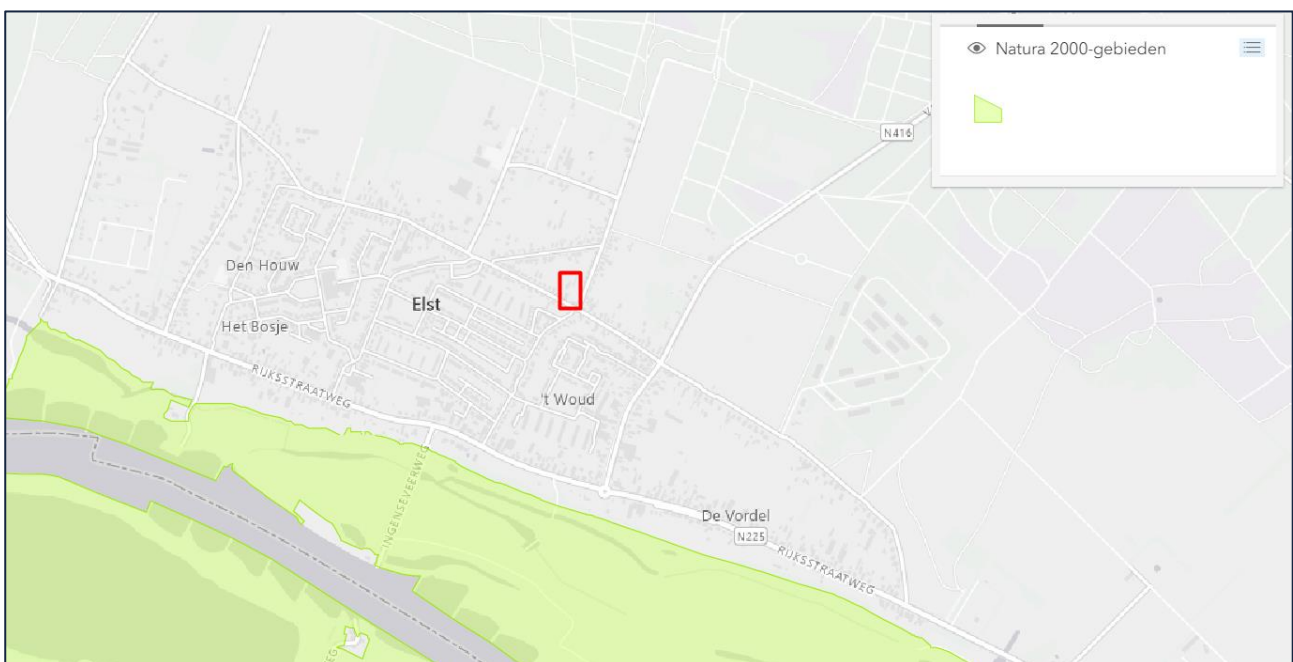 Natura 2000-gebieden
N416
Den Houw
Elst
Het Bosje
RIJKSSTRAATWEG
't Woud
INGENSEVEERWEG
De Vordel
N225
RIJKSSTRAATWEG